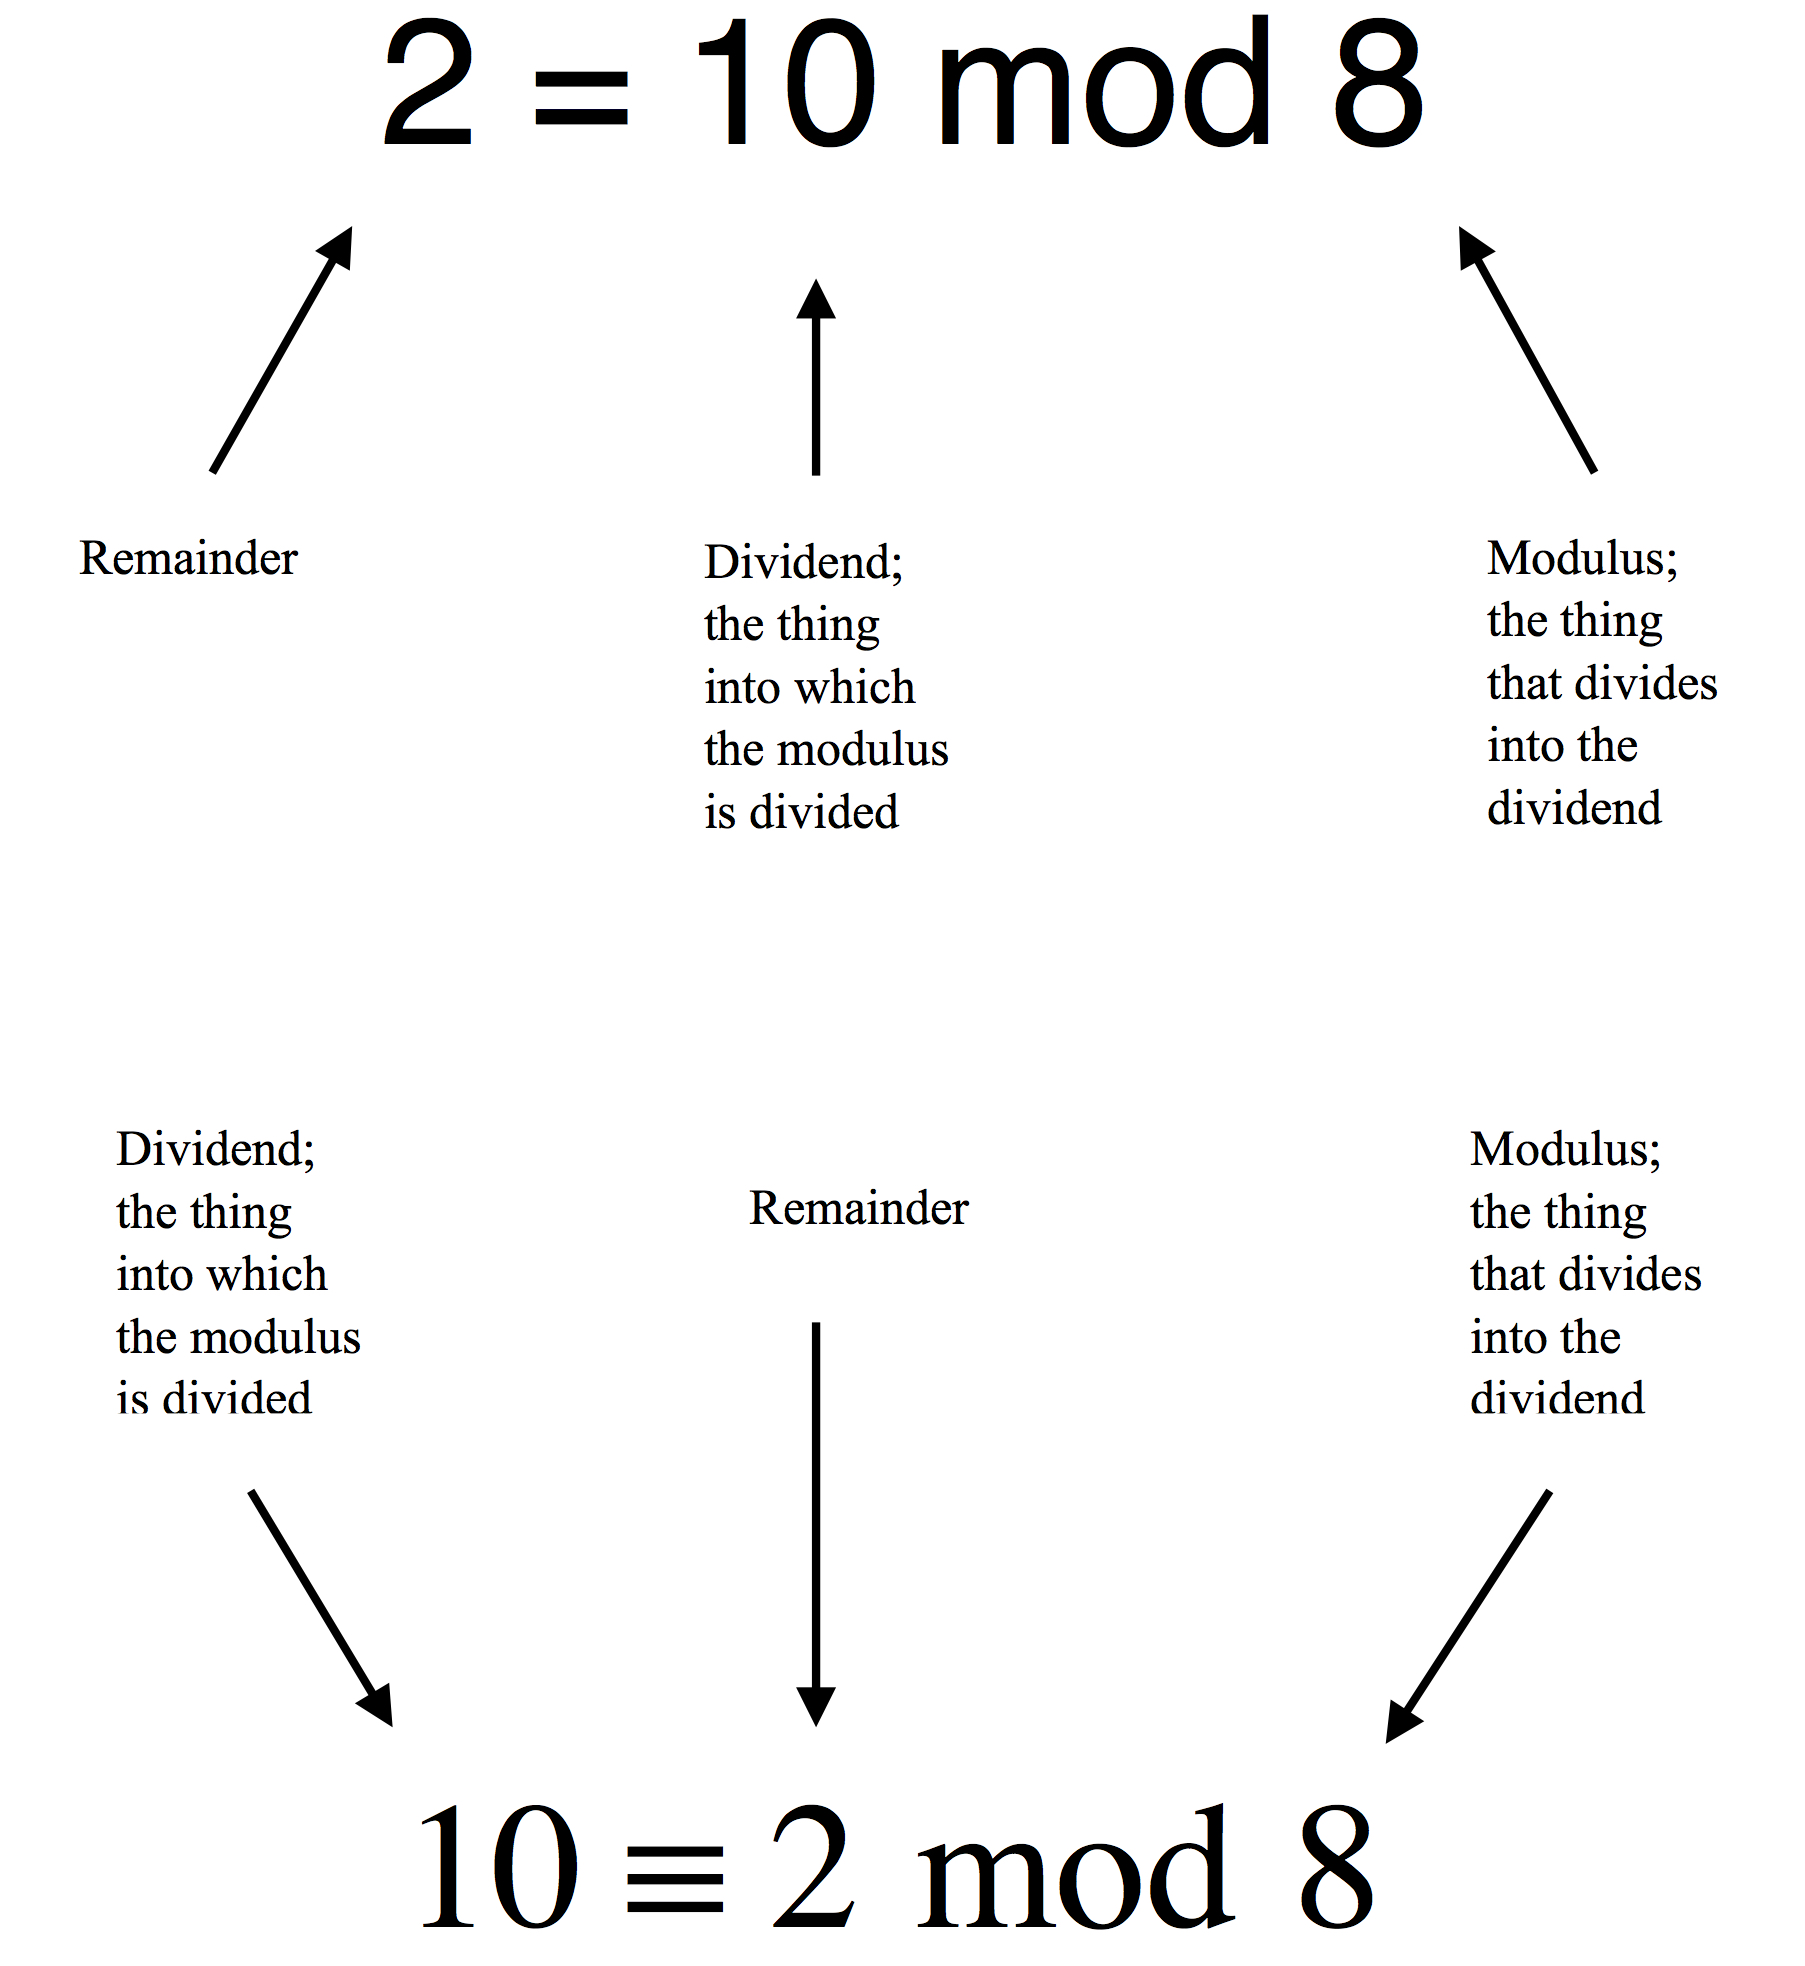 2 = 10 mod 8
Remainder
Dividend;
the thing
into which
the modulus
is divided
Modulus;
the thing
that divides
into the
dividend
Dividend;
the thing
into which
the modulus
is divided
Remainder
Modulus;
the thing
that divides
into the
dividend
10 ≡ 2 mod 8